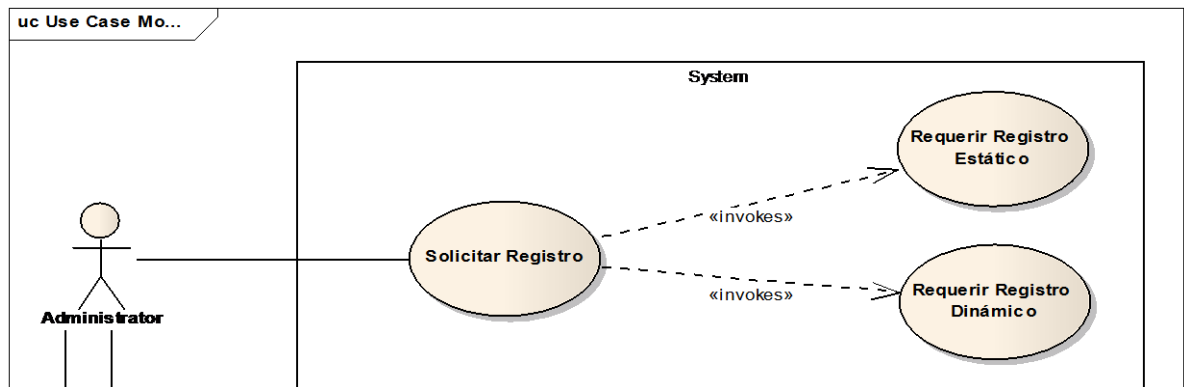 uc Use Case Mo...
System
Requerir Registro
Estático
«invokes»
Solicitar Registro
«invokes»
Requerir Registro
Dinámico
Administrator